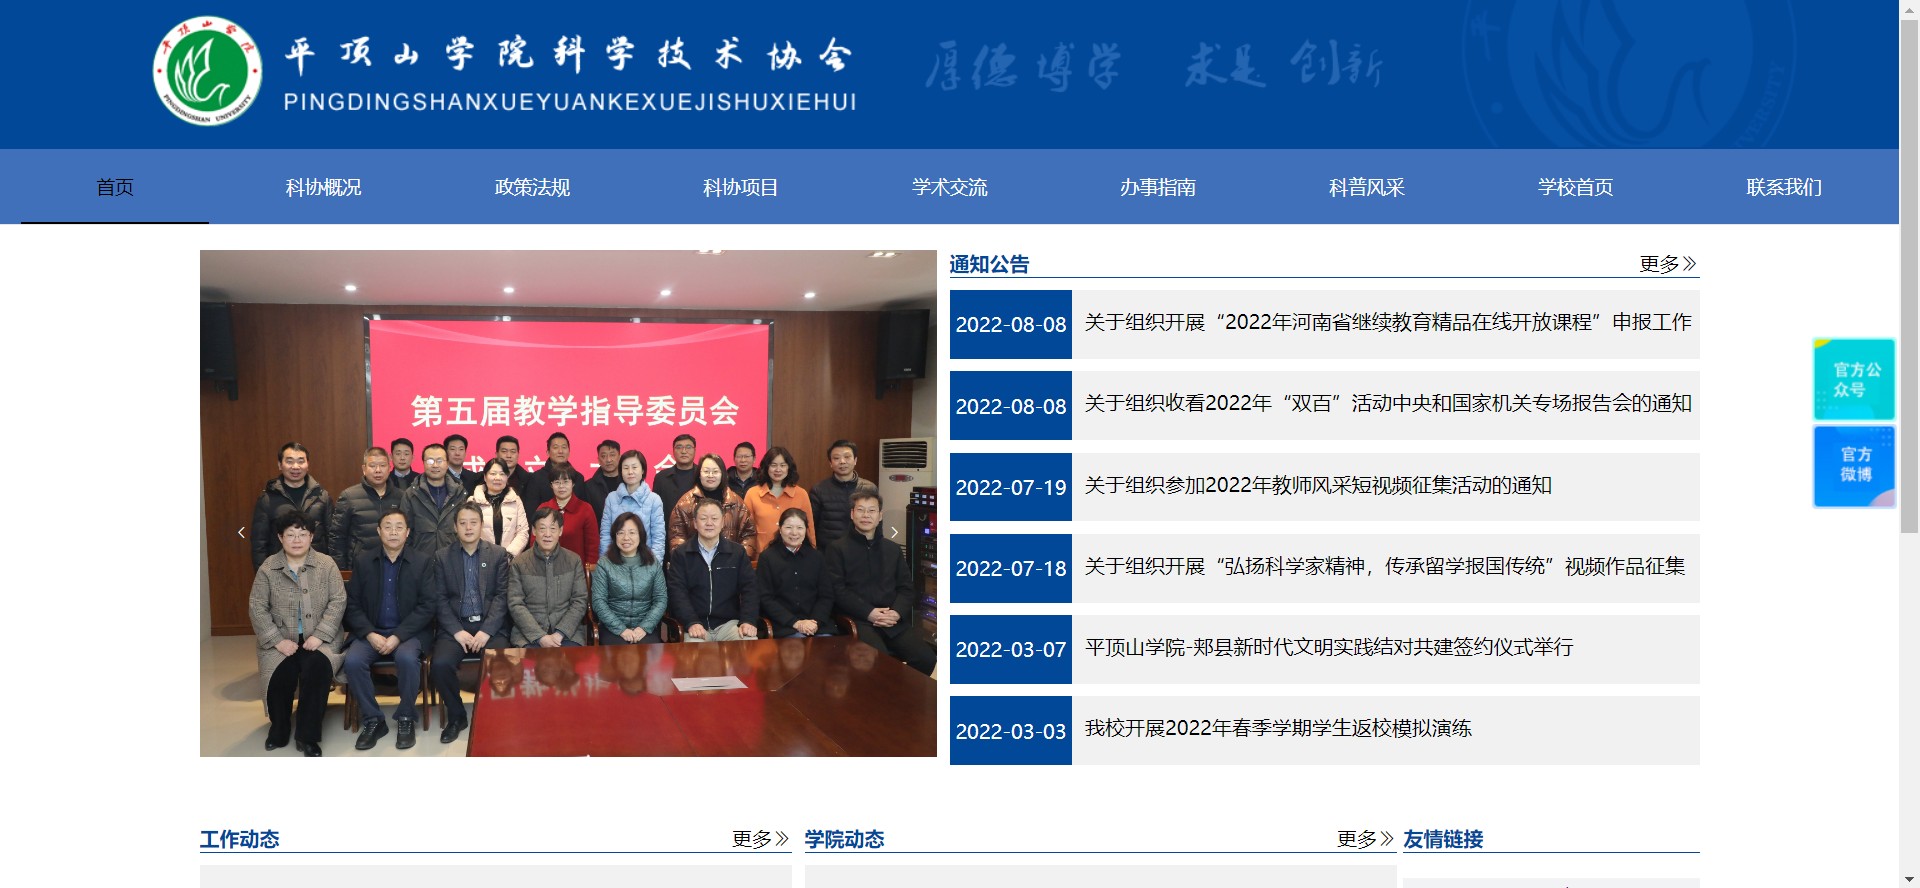 平顶山学院科学技术协会
PINGDINGSHANXUEYUANKEXUEJISHUXIEHUI
厚德博学 求是创新
平顶山学院
PINGDINGSHAN UNIVERSITY
首页
科协概况
政策法规
科协项目
学术交流
办事指南
科普风采
学校首页
联系我们
第五届教学指导委员会
成立大会
通知公告
更多
2022-08-08 关于组织开展“2022年河南省继续教育精品在线开放课程”申报工作
2022-08-08 关于组织收看2022年“双百”活动中央和国家机关专场报告会的通知
2022-07-19 关于组织参加2022年教师风采短视频征集活动的通知
2022-07-18 关于组织开展“弘扬科学家精神，传承留学报国传统”视频作品征集
2022-03-07 平顶山学院-郏县新时代文明实践结对共建签约仪式举行
2022-03-03 我校开展2022年春季学期学生返校模拟演练
官方公
众号
官方
微博
工作动态
更多
学院动态
更多
友情链接